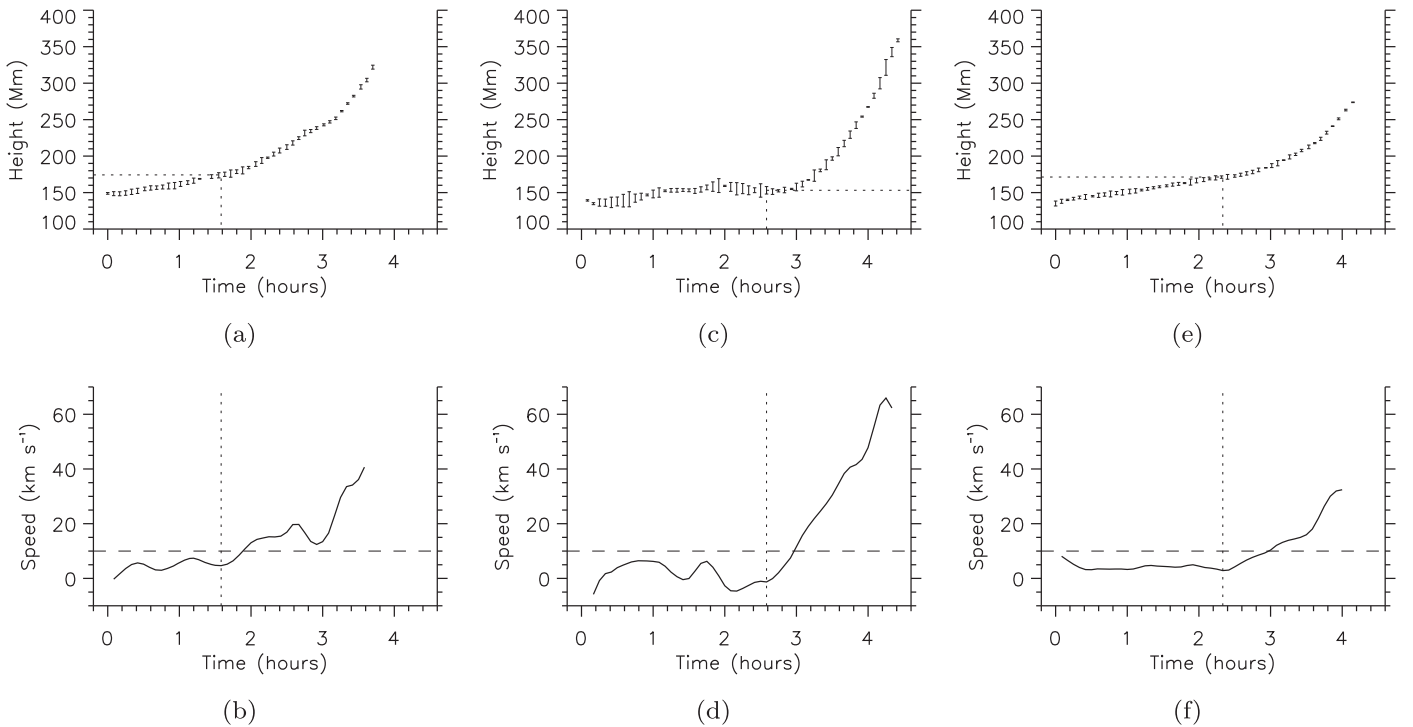 400
350
300
250
200
150
100
Height (Mm)
0 1 2 3 4
Time (hours)
(a)
400
350
300
250
200
150
100
Height (Mm)
0 1 2 3 4
Time (hours)
(c)
400
350
300
250
200
150
100
Height (Mm)
0 1 2 3 4
Time (hours)
(e)
60
40
20
0
Speed (km s⁻¹)
0 1 2 3 4
Time (hours)
(b)
60
40
20
0
Speed (km s⁻¹)
0 1 2 3 4
Time (hours)
(d)
60
40
20
0
Speed (km s⁻¹)
0 1 2 3 4
Time (hours)
(f)